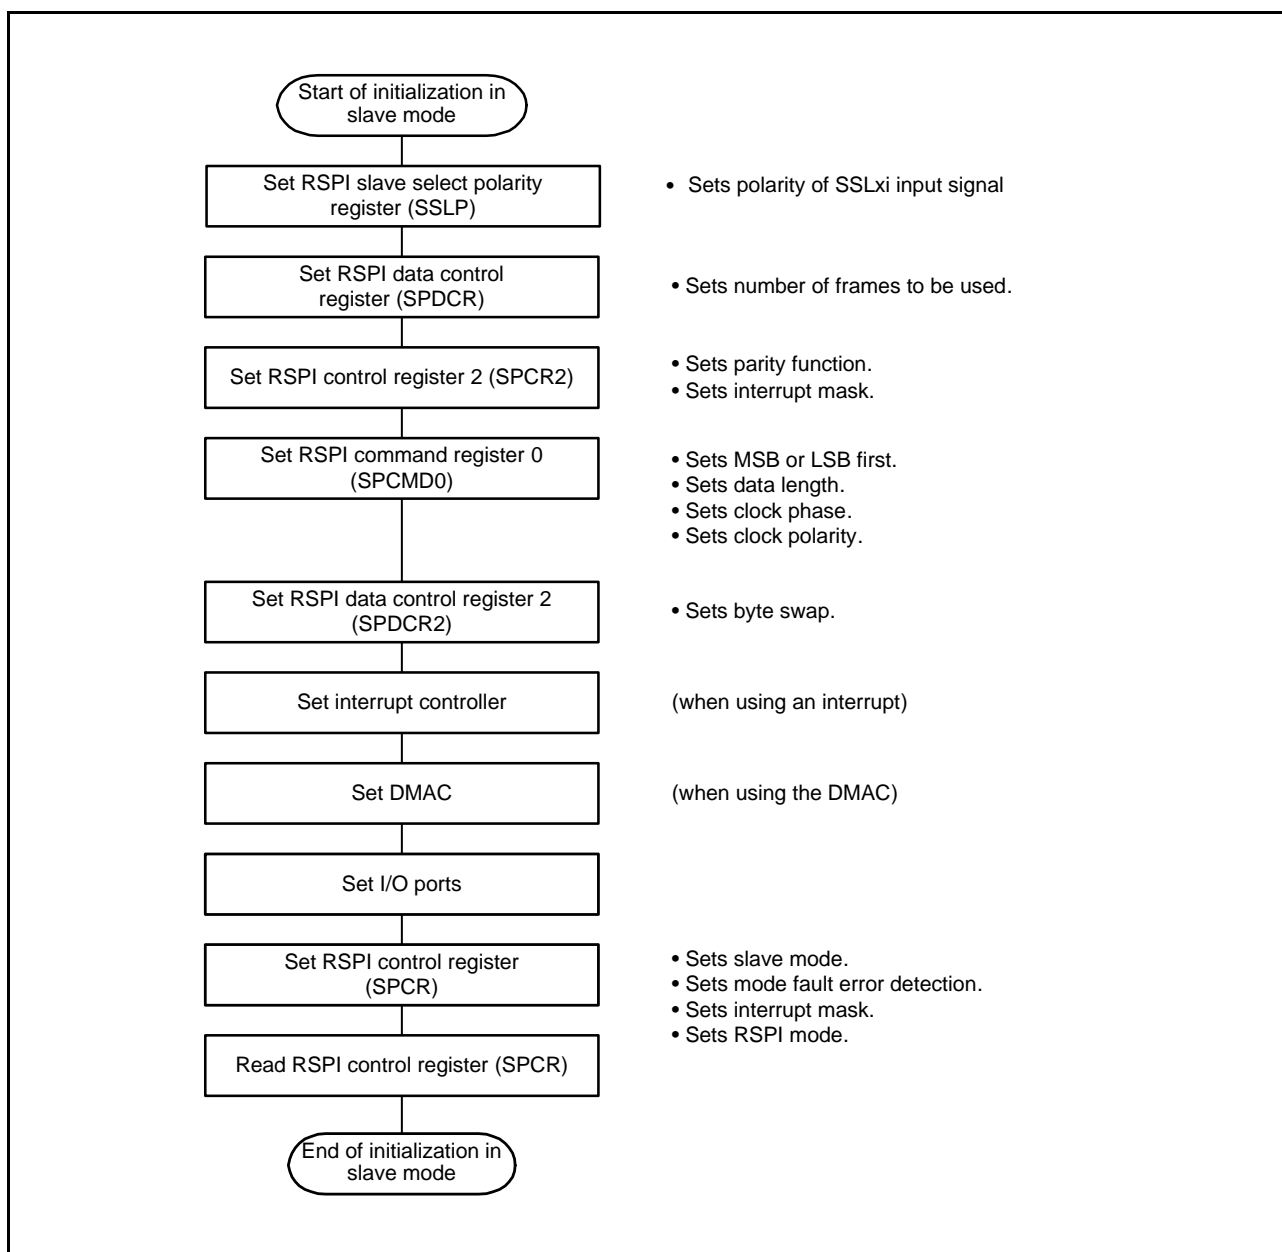 Start of initialization in
slave mode
Set RSPI slave select polarity
register (SSLP)
• Sets polarity of SSLxi input signal
Set RSPI data control
register (SPDCR)
• Sets number of frames to be used.
Set RSPI control register 2 (SPCR2)
• Sets parity function.
• Sets interrupt mask.
Set RSPI command register 0
(SPCMD0)
• Sets MSB or LSB first.
• Sets data length.
• Sets clock phase.
• Sets clock polarity.
Set RSPI data control register 2
(SPDCR2)
• Sets byte swap.
Set interrupt controller
(when using an interrupt)
Set DMAC
(when using the DMAC)
Set I/O ports
Set RSPI control register
(SPCR)
• Sets slave mode.
• Sets mode fault error detection.
• Sets interrupt mask.
• Sets RSPI mode.
Read RSPI control register (SPCR)
End of initialization in
slave mode